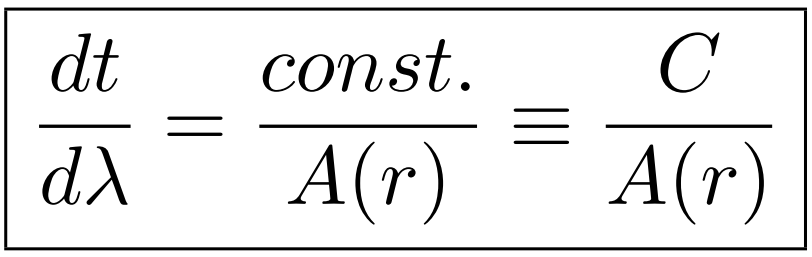 dt/dλ = const./A(r) ≡ C/A(r)